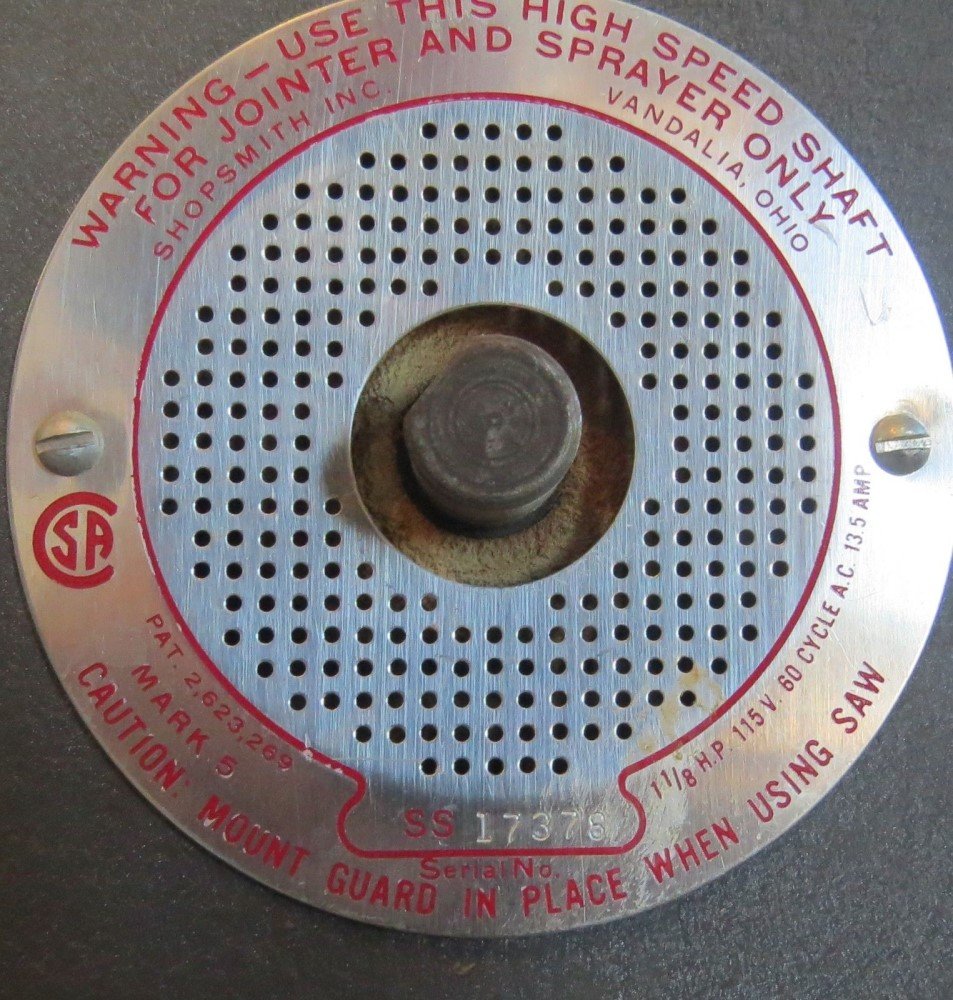 WARNING - USE THIS HIGH SPEED SHAFT
FOR JOINTER AND SPRAYER ONLY
SHOPSMITH INC.
VANDALIA, OHIO
CSA
PAT. 2,623,269
MARK 5
1 1/8 H.P. 115 V. 60 CYCLE A.C. 13.5 AMP
SS 17378
Serial No.
CAUTION: MOUNT GUARD IN PLACE WHEN USING SAW